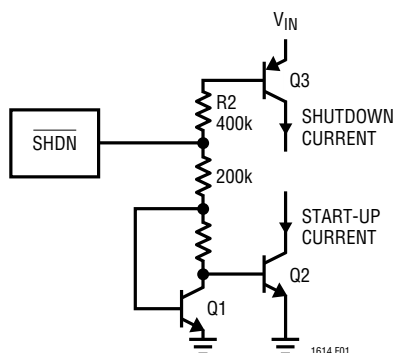 V_IN
Q3
R2
400k
SHUTDOWN
CURRENT
SHDN
200k
START-UP
CURRENT
Q2
Q1
1614 F01